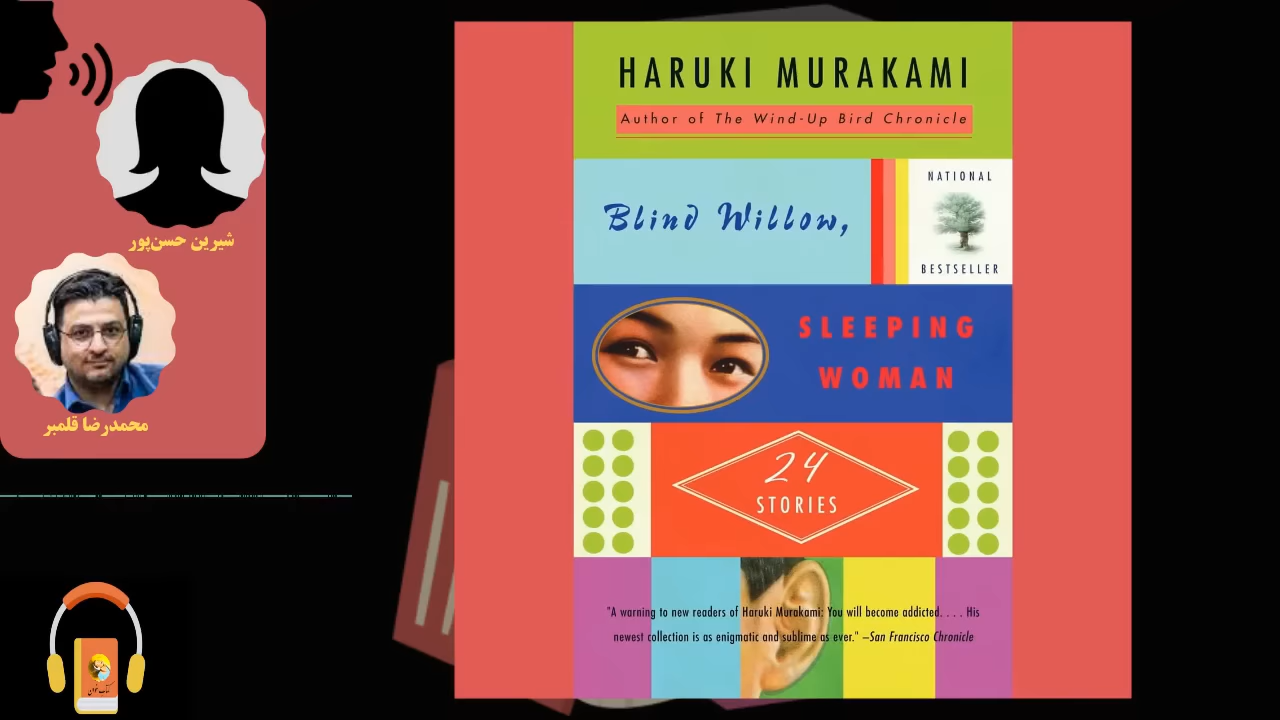 شیرین حسن‌پور
محمدرضا قلمبر
HARUKI MURAKAMI
Author of The Wind-Up Bird Chronicle
Blind Willow,
NATIONAL
BESTSELLER
SLEEPING
WOMAN
24
STORIES
"A warning to new readers of Haruki Murakami: You will become addicted. . . . His
newest collection is as enigmatic and sublime as ever." –San Francisco Chronicle
کتاب خوان